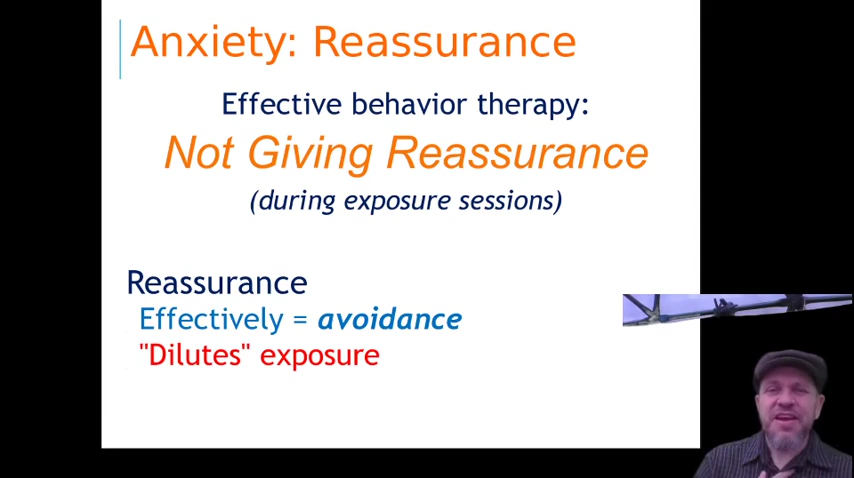 Anxiety: Reassurance
Effective behavior therapy:
Not Giving Reassurance
(during exposure sessions)
Reassurance
Effectively = avoidance
"Dilutes" exposure